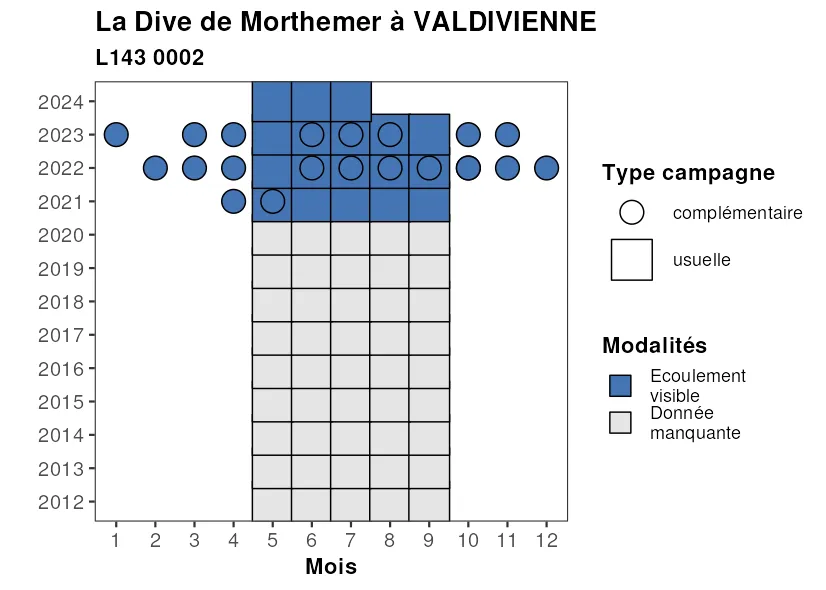 La Dive de Morthemer à VALDIVIENNE
L143 0002
2024
2023
2022
2021
2020
2019
2018
2017
2016
2015
2014
2013
2012
1 2 3 4 5 6 7 8 9 10 11 12
Mois
Type campagne
complémentaire
usuelle
Modalités
Ecoulement
visible
Donnée
manquante